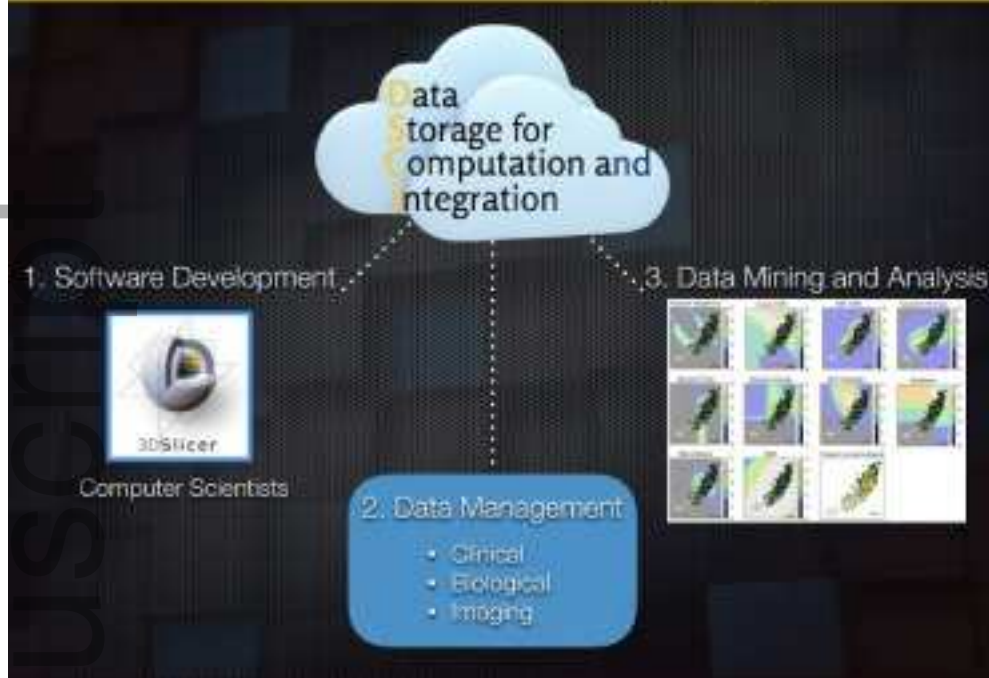 Data
Storage for
Computation and
Integration
1. Software Development
3. Data Mining and Analysis
3DSlicer
Computer Scientists
2. Data Management
• Clinical
• Biological
• Imaging
uscript